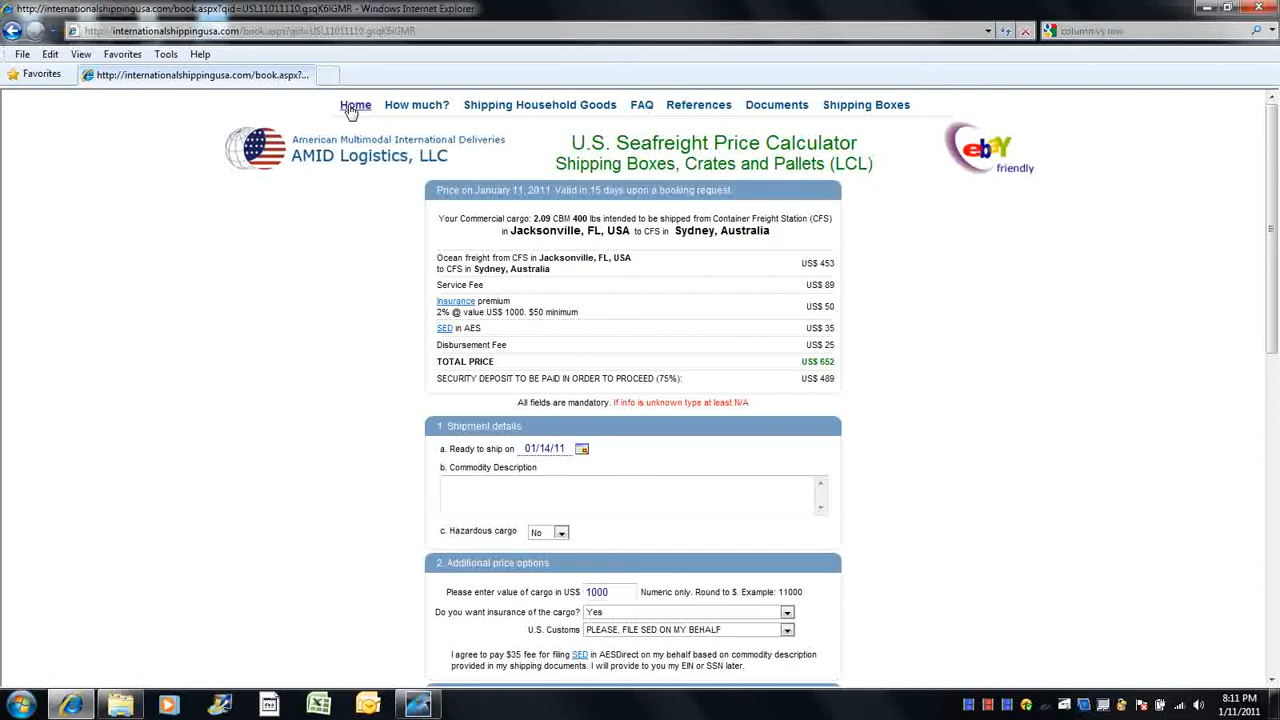 http://internationalshippingusa.com/book.aspx?qid=USL11011110.gsqK6iGMR - Windows Internet Explorer
http://internationalshippingusa.com/book.aspx?qid=USL11011110.gsqK6iGMR
column vs row
File Edit View Favorites Tools Help
Favorites
http://internationalshippingusa.com/book.aspx?...
Home How much? Shipping Household Goods FAQ References Documents Shipping Boxes
American Multimodal International Deliveries
AMID Logistics, LLC
U.S. Seafreight Price Calculator
Shipping Boxes, Crates and Pallets (LCL)
ebay
friendly
Price on January 11, 2011. Valid in 15 days upon a booking request.
Your Commercial cargo: 2.09 CBM 400 lbs intended to be shipped from Container Freight Station (CFS)
in Jacksonville, FL, USA to CFS in Sydney, Australia
Ocean freight from CFS in Jacksonville, FL, USA
to CFS in Sydney, Australia
US$ 453
Service Fee US$ 89
Insurance premium
2% @ value US$ 1000. $50 minimum
US$ 50
SED in AES US$ 35
Disbursement Fee US$ 25
TOTAL PRICE US$ 652
SECURITY DEPOSIT TO BE PAID IN ORDER TO PROCEED (75%): US$ 489
All fields are mandatory. If info is unknown type at least N/A
1. Shipment details
a. Ready to ship on 01/14/11
b. Commodity Description
c. Hazardous cargo No
2. Additional price options
Please enter value of cargo in US$ 1000 Numeric only. Round to $. Example: 11000
Do you want insurance of the cargo? Yes
U.S. Customs PLEASE, FILE SED ON MY BEHALF
I agree to pay $35 fee for filing SED in AESDirect on my behalf based on commodity description
provided in my shipping documents. I will provide to you my EIN or SSN later.
8:11 PM
1/11/2011